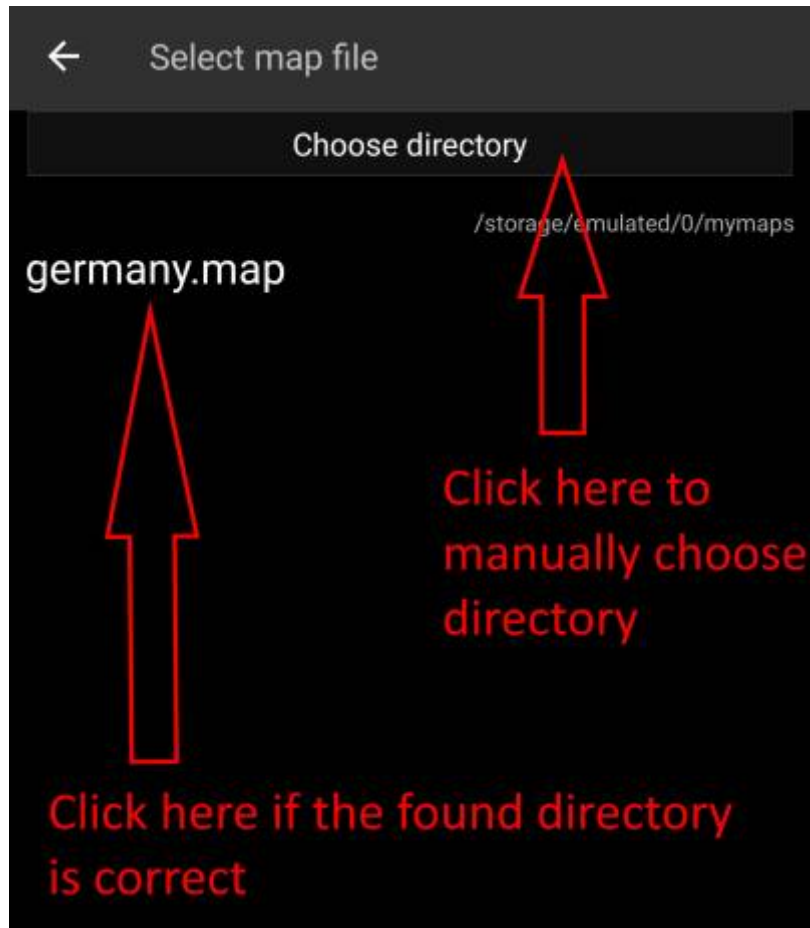 Select map file
Choose directory
/storage/emulated/0/mymaps
germany.map
Click here to
manually choose
directory
Click here if the found directory
is correct